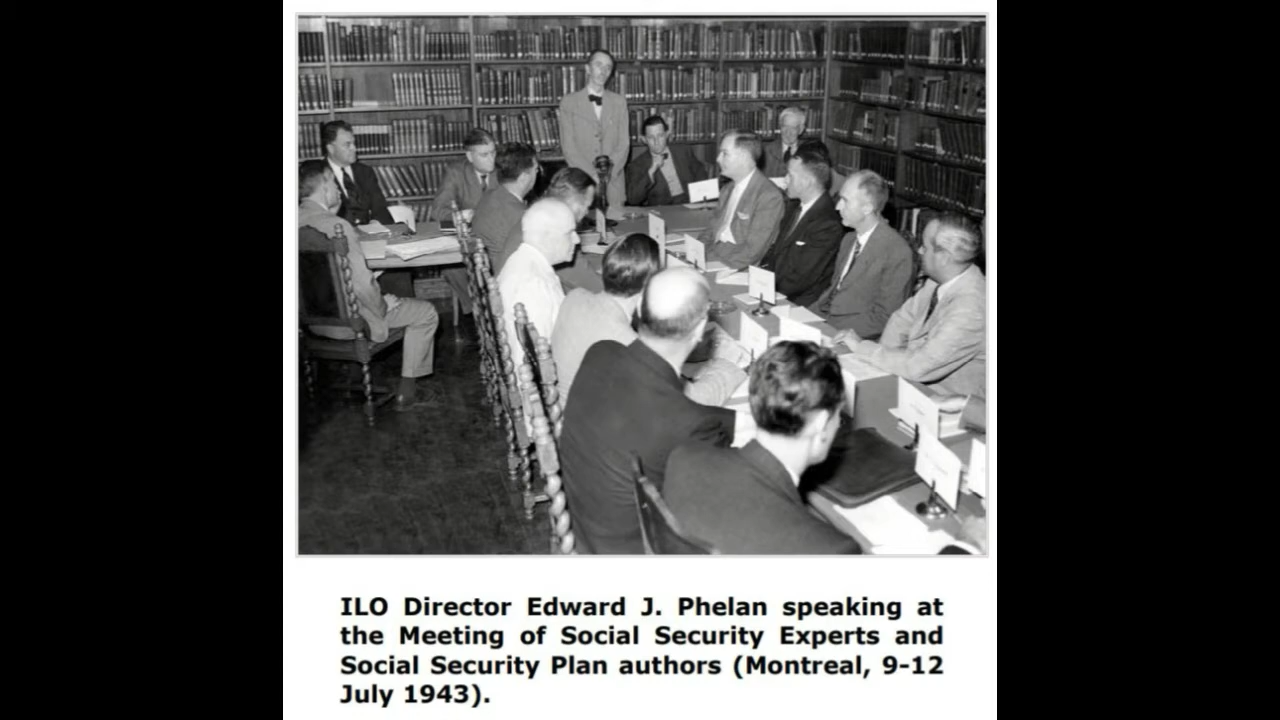 ILO Director Edward J. Phelan speaking at
the Meeting of Social Security Experts and
Social Security Plan authors (Montreal, 9-12
July 1943).